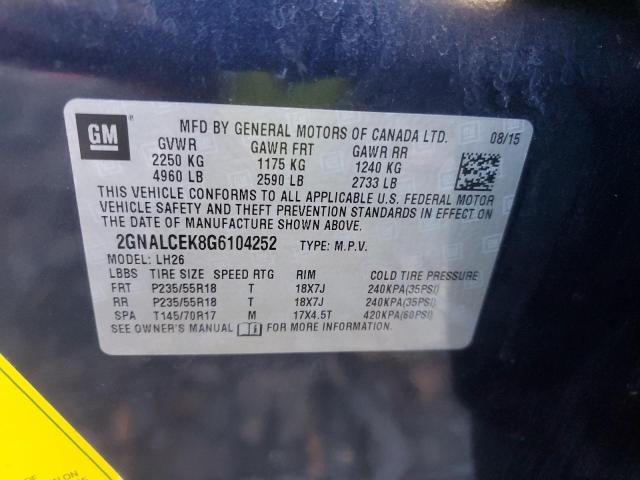 GM
MFD BY GENERAL MOTORS OF CANADA LTD. 08/15
GVWR GAWR FRT GAWR RR
2250 KG 1175 KG 1240 KG
4960 LB 2590 LB 2733 LB
THIS VEHICLE CONFORMS TO ALL APPLICABLE U.S. FEDERAL MOTOR
VEHICLE SAFETY AND THEFT PREVENTION STANDARDS IN EFFECT ON
THE DATE OF MANUFACTURE SHOWN ABOVE.
2GNALCEK8G6104252 TYPE: M.P.V.
MODEL: LH26
LBBS TIRE SIZE SPEED RTG RIM COLD TIRE PRESSURE
FRT P235/55R18 T 18X7J 240KPA(35PSI)
RR P235/55R18 T 18X7J 240KPA(35PSI)
SPA T145/70R17 M 17X4.5T 420KPA(60PSI)
SEE OWNER'S MANUAL FOR MORE INFORMATION.